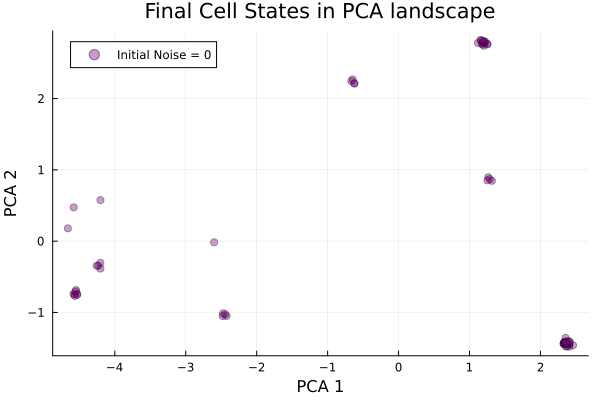 Final Cell States in PCA landscape
Initial Noise = 0
PCA 2
2
1
0
−1
−4
−3
−2
−1
0
1
2
PCA 1